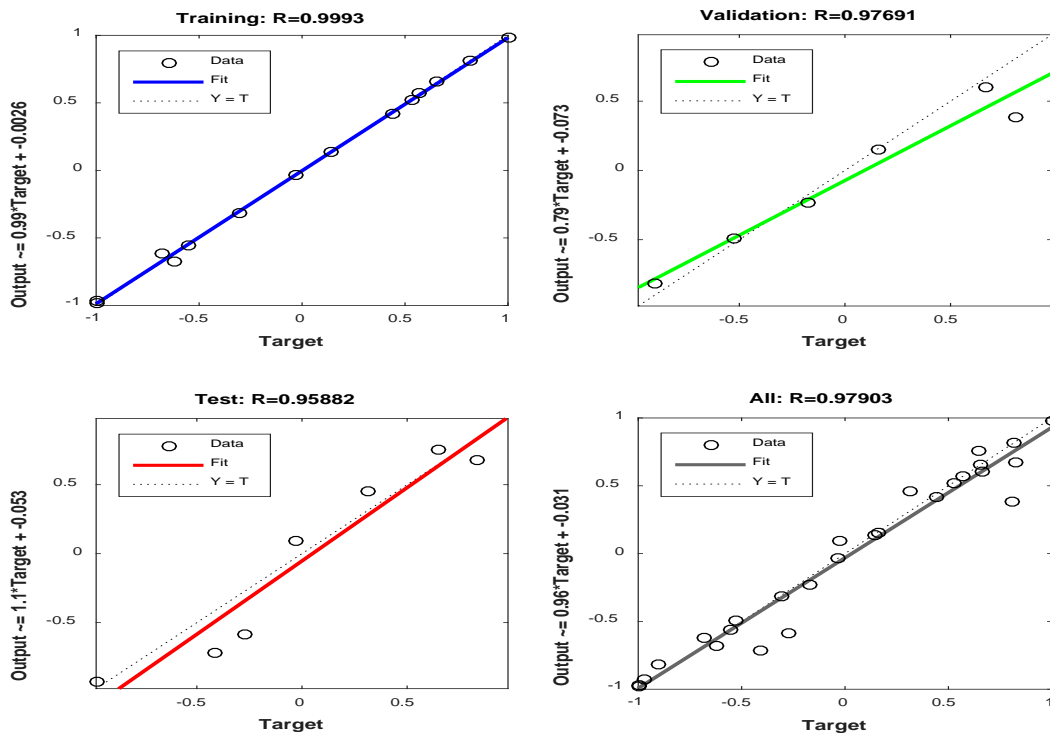 Training: R=0.9993
Output ~= 0.99*Target + -0.0026
Data
Fit
Y = T
1
0.5
0
-0.5
-1
-1
-0.5
0
0.5
1
Target
Validation: R=0.97691
Output ~= 0.79*Target + -0.073
Data
Fit
Y = T
0.5
0
-0.5
-0.5
0
0.5
Target
Test: R=0.95882
Output ~= 1.1*Target + -0.053
Data
Fit
Y = T
0.5
0
-0.5
-0.5
0
0.5
Target
All: R=0.97903
Output ~= 0.96*Target + -0.031
Data
Fit
Y = T
1
0.5
0
-0.5
-1
-0.5
0
0.5
1
Target